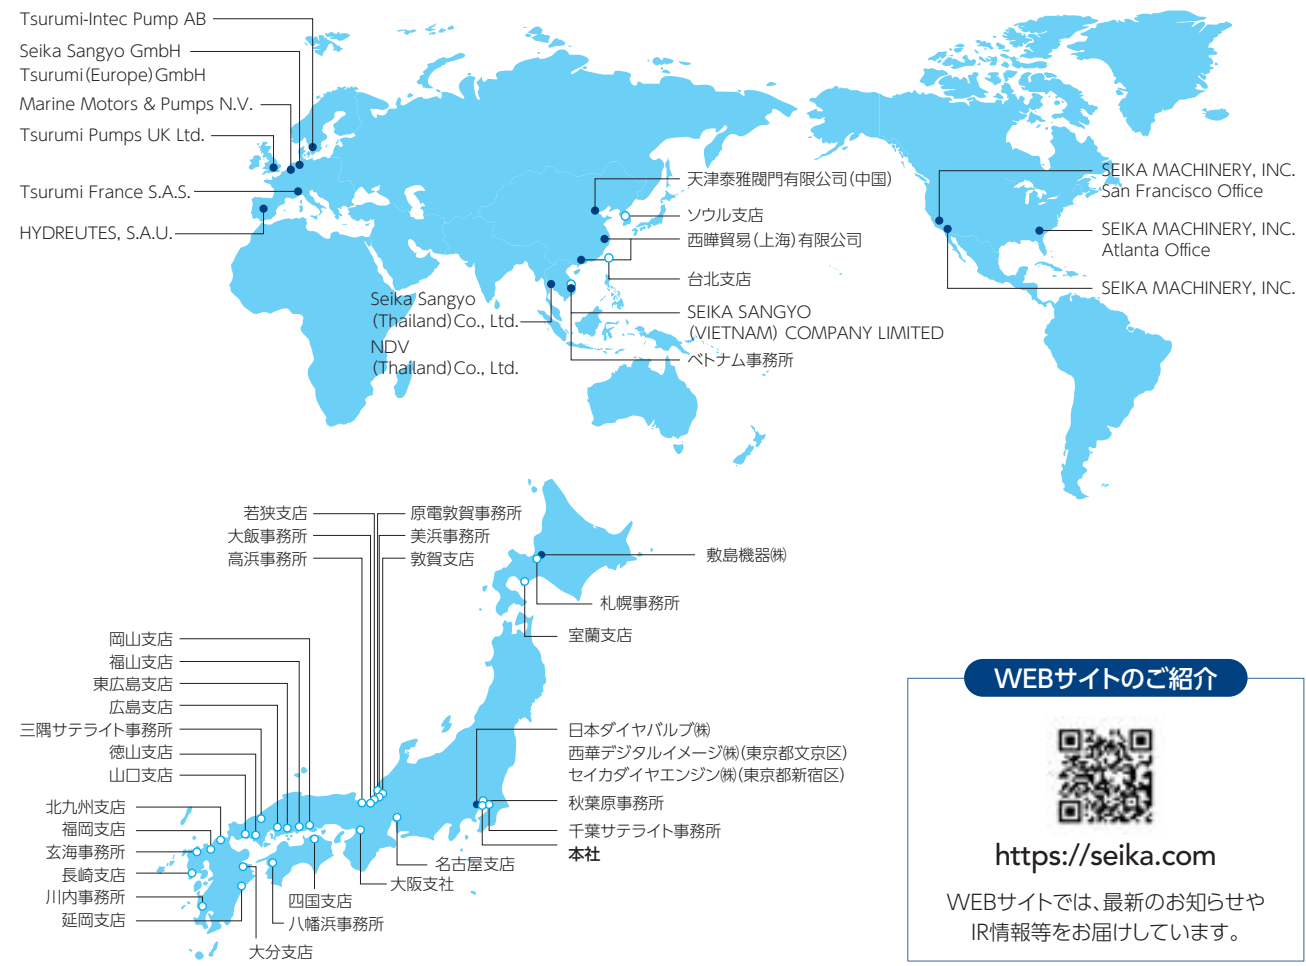 Tsurumi-Intec Pump AB
Seika Sangyo GmbH
Tsurumi (Europe) GmbH
Marine Motors & Pumps N.V.
Tsurumi Pumps UK Ltd.
Tsurumi France S.A.S.
HYDREUTES, S.A.U.
天津泰雅閥門有限公司(中国)
ソウル支店
西曄貿易(上海)有限公司
台北支店
Seika Sangyo
(Thailand) Co., Ltd.
NDV
(Thailand) Co., Ltd.
SEIKA SANGYO
(VIETNAM) COMPANY LIMITED
ベトナム事務所
SEIKA MACHINERY, INC.
San Francisco Office
SEIKA MACHINERY, INC.
Atlanta Office
SEIKA MACHINERY, INC.
若狭支店
大飯事務所
高浜事務所
原電敦賀事務所
美浜事務所
敦賀支店
敷島機器㈱
札幌事務所
室蘭支店
岡山支店
福山支店
東広島支店
広島支店
三隅サテライト事務所
徳山支店
山口支店
北九州支店
福岡支店
玄海事務所
長崎支店
川内事務所
延岡支店
大分支店
八幡浜事務所
四国支店
大阪支社
名古屋支店
日本ダイヤバルブ㈱
西華デジタルイメージ㈱(東京都文京区)
セイカダイヤエンジン㈱(東京都新宿区)
秋葉原事務所
千葉サテライト事務所
本社
WEBサイトのご紹介
https://seika.com
WEBサイトでは、最新のお知らせや
IR情報等をお届けしています。